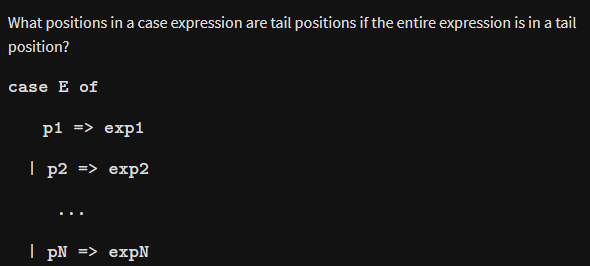 What positions in a case expression are tail positions if the entire expression is in a tail
position?
case E of
p1 => exp1
| p2 => exp2
...
| pN => expN